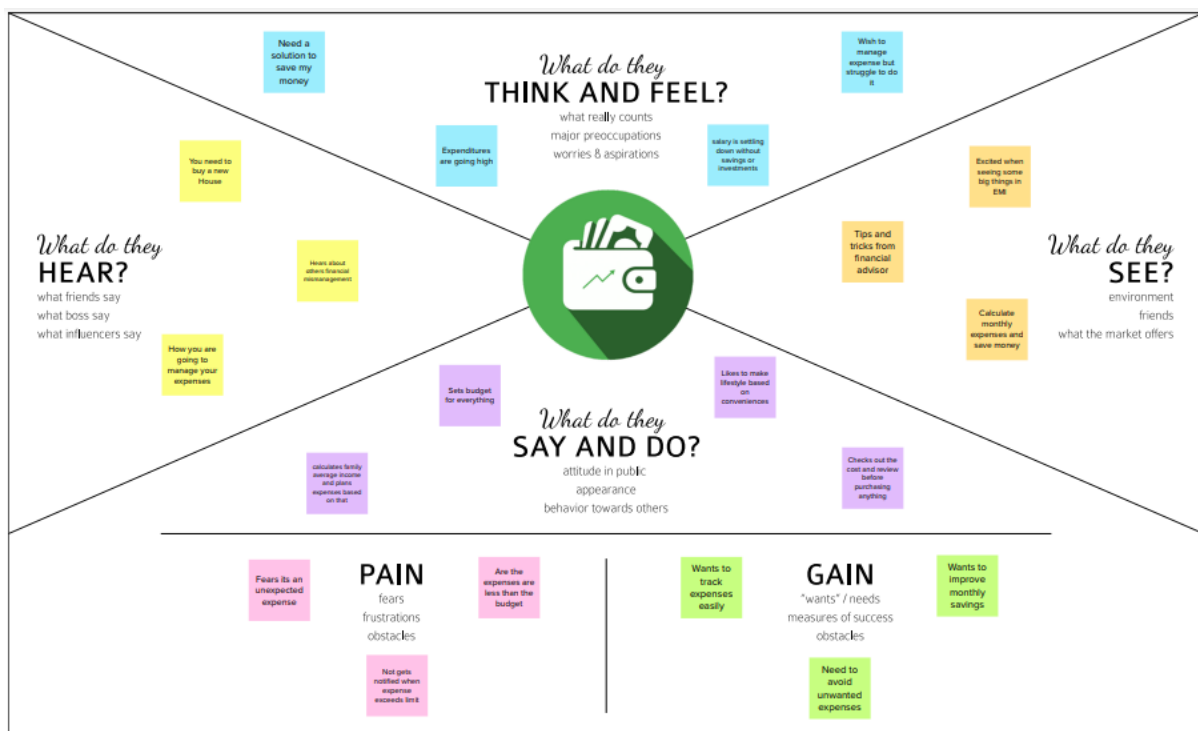 Need a
solution to
save my
money
What do they
THINK AND FEEL?
what really counts
major preoccupations
worries & aspirations
Wish to
manage
expense but
struggle to do
it
Expenditures
are going high
salary is settling
down without
savings or
investments
You need to
buy a new
House
What do they
HEAR?
what friends say
what boss say
what influencers say
Hears about
others financial
mismanagement
How you are
going to
manage your
expenses
Excited when
seeing some
big things in
EMI
Tips and
tricks from
financial
advisor
What do they
SEE?
environment
friends
what the market offers
Calculate
monthly
expenses and
save money
Sets budget
for everything
Likes to make
lifestyle based
on
conveniences
What do they
SAY AND DO?
attitude in public
appearance
behavior towards others
calculates family
average income
and plans
expenses based
on that
Checks out the
cost and review
before
purchasing
anything
Fears its an
unexpected
expense
PAIN
fears
frustrations
obstacles
Are the
expenses are
less than the
budget
Not gets
notified when
expense
exceeds limit
Wants to
track
expenses
easily
GAIN
"wants" / needs
measures of success
obstacles
Wants to
improve
monthly
savings
Need to
avoid
unwanted
expenses